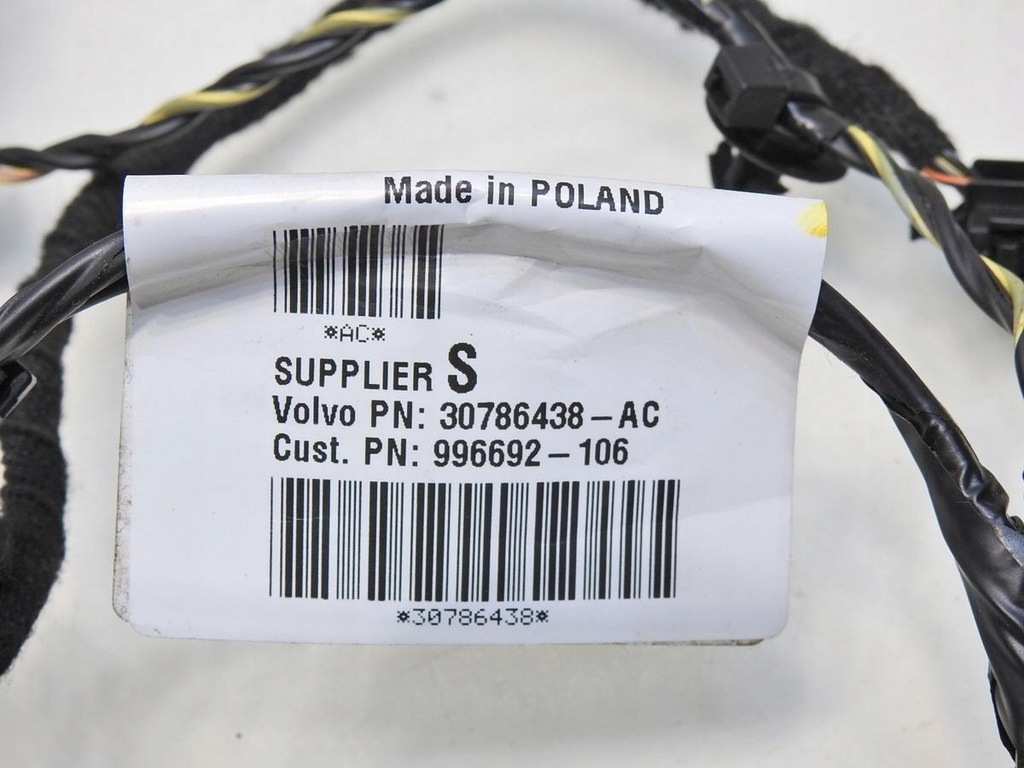 Made in POLAND
*AC*
SUPPLIER S
Volvo PN: 30786438-AC
Cust. PN: 996692-106
*30786438*